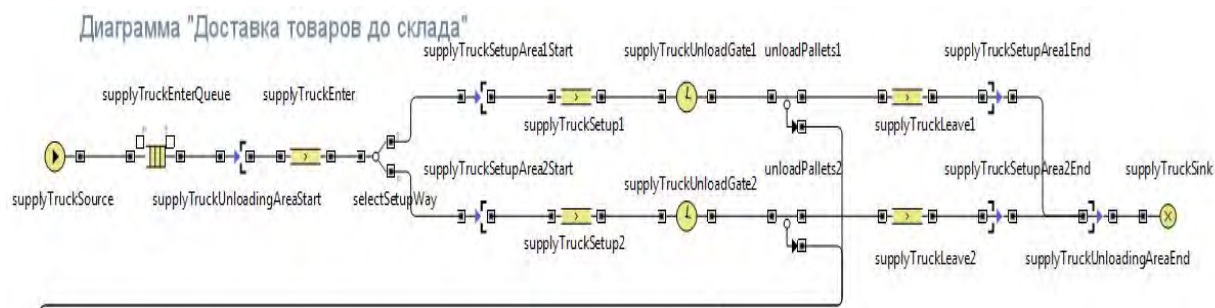 Диаграмма "Доставка товаров до склада"
supplyTruckSetupArea1Start
supplyTruckUnloadGate1
unloadPallets1
supplyTruckSetupArea1End
supplyTruckEnterQueue
supplyTruckEnter
supplyTruckSetup1
supplyTruckLeave1
supplyTruckSetupArea2Start
supplyTruckUnloadGate2
unloadPallets2
supplyTruckSetupArea2End
supplyTruckSink
supplyTruckSource
supplyTruckUnloadingAreaStart
selectSetupWay
supplyTruckSetup2
supplyTruckLeave2
supplyTruckUnloadingAreaEnd